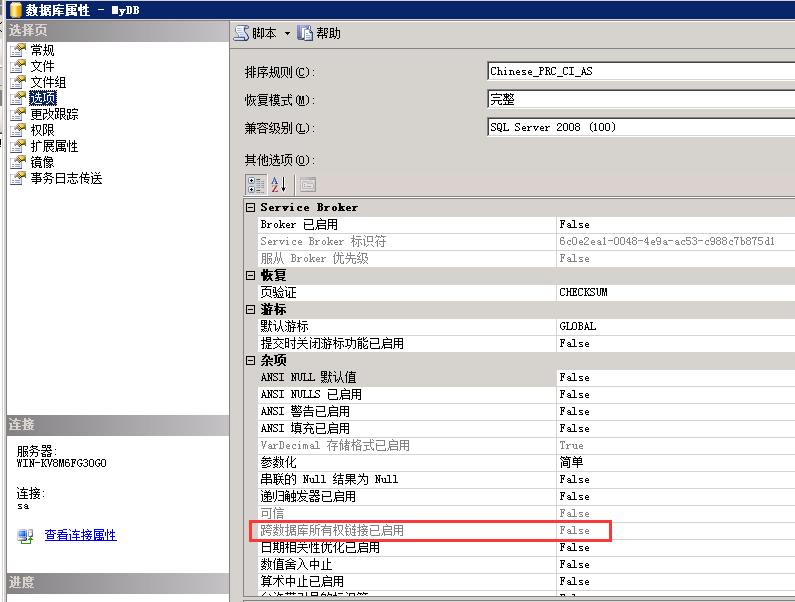 数据库属性 - MyDB
选择页
常规
文件
文件组
选项
更改跟踪
权限
扩展属性
镜像
事务日志传送
连接
服务器:
WIN-KV8M6FG3OGO
连接:
sa
查看连接属性
进度
脚本 帮助
排序规则(C): Chinese_PRC_CI_AS
恢复模式(M): 完整
兼容级别(L): SQL Server 2008 (100)
其他选项(O):
Service Broker
Broker 已启用 False
Service Broker 标识符 6c0e2ea1-0048-4e9a-ac53-c988c7b875d1
服从 Broker 优先级 False
恢复
页验证 CHECKSUM
游标
默认游标 GLOBAL
提交时关闭游标功能已启用 False
杂项
ANSI NULL 默认值 False
ANSI NULLS 已启用 False
ANSI 警告已启用 False
ANSI 填充已启用 False
VarDecimal 存储格式已启用 True
参数化 简单
串联的 Null 结果为 Null False
递归触发器已启用 False
可信 False
跨数据库所有权链接已启用 False
日期相关性优化已启用 False
数值舍入中止 False
算术中止已启用 False